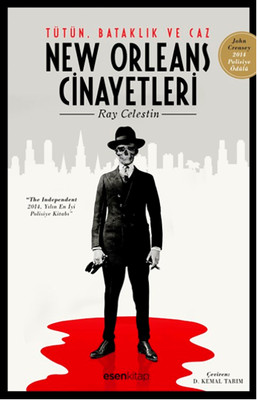 TÜTÜN, BATAKLIK VE CAZ
NEW ORLEANS
CİNAYETLERİ
Ray Celestin
John
Creasey
2014
Polisiye
Ödülü
"The Independent
2014, Yılın En İyi
Polisiye Kitabı"
Çeviren:
D. KEMAL TARIM
esenkitap